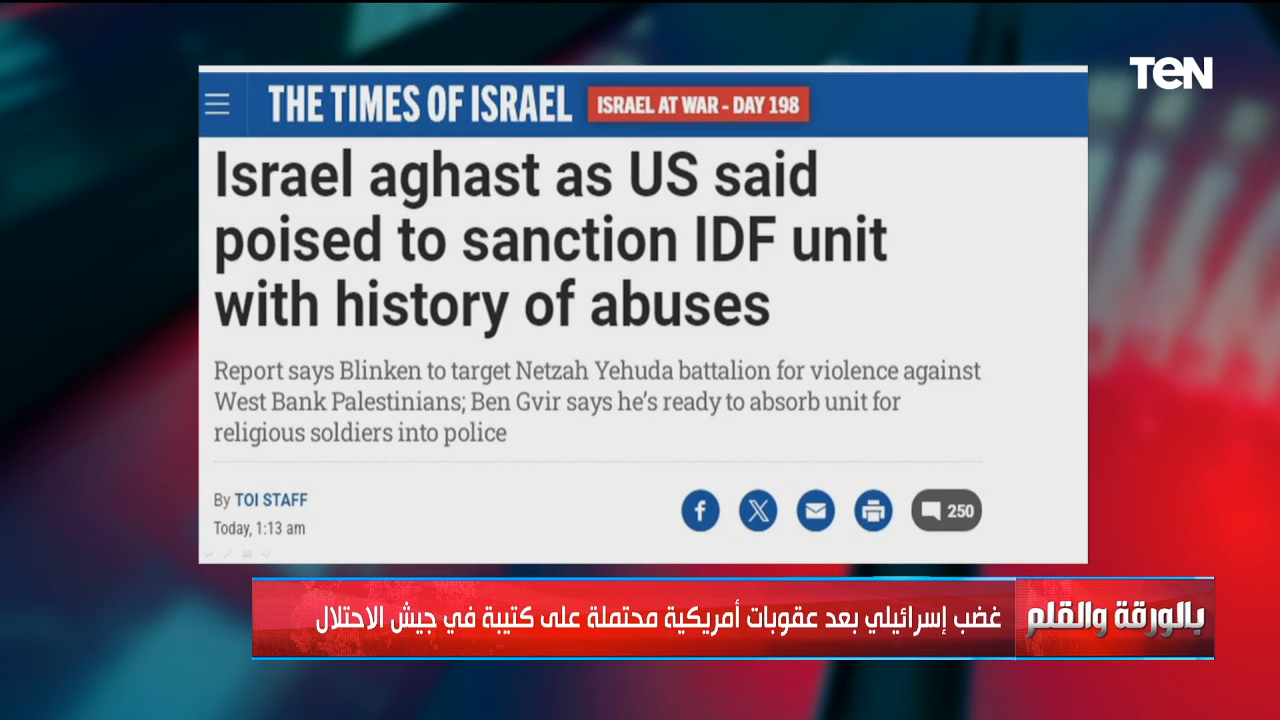 TEN
THE TIMES OF ISRAEL
ISRAEL AT WAR - DAY 198
Israel aghast as US said
poised to sanction IDF unit
with history of abuses
Report says Blinken to target Netzah Yehuda battalion for violence against
West Bank Palestinians; Ben Gvir says he's ready to absorb unit for
religious soldiers into police
By TOI STAFF
Today, 1:13 am
250
بالورقة والقلم
غضب إسرائيلي بعد عقوبات أمريكية محتملة على كتيبة في جيش الاحتلال